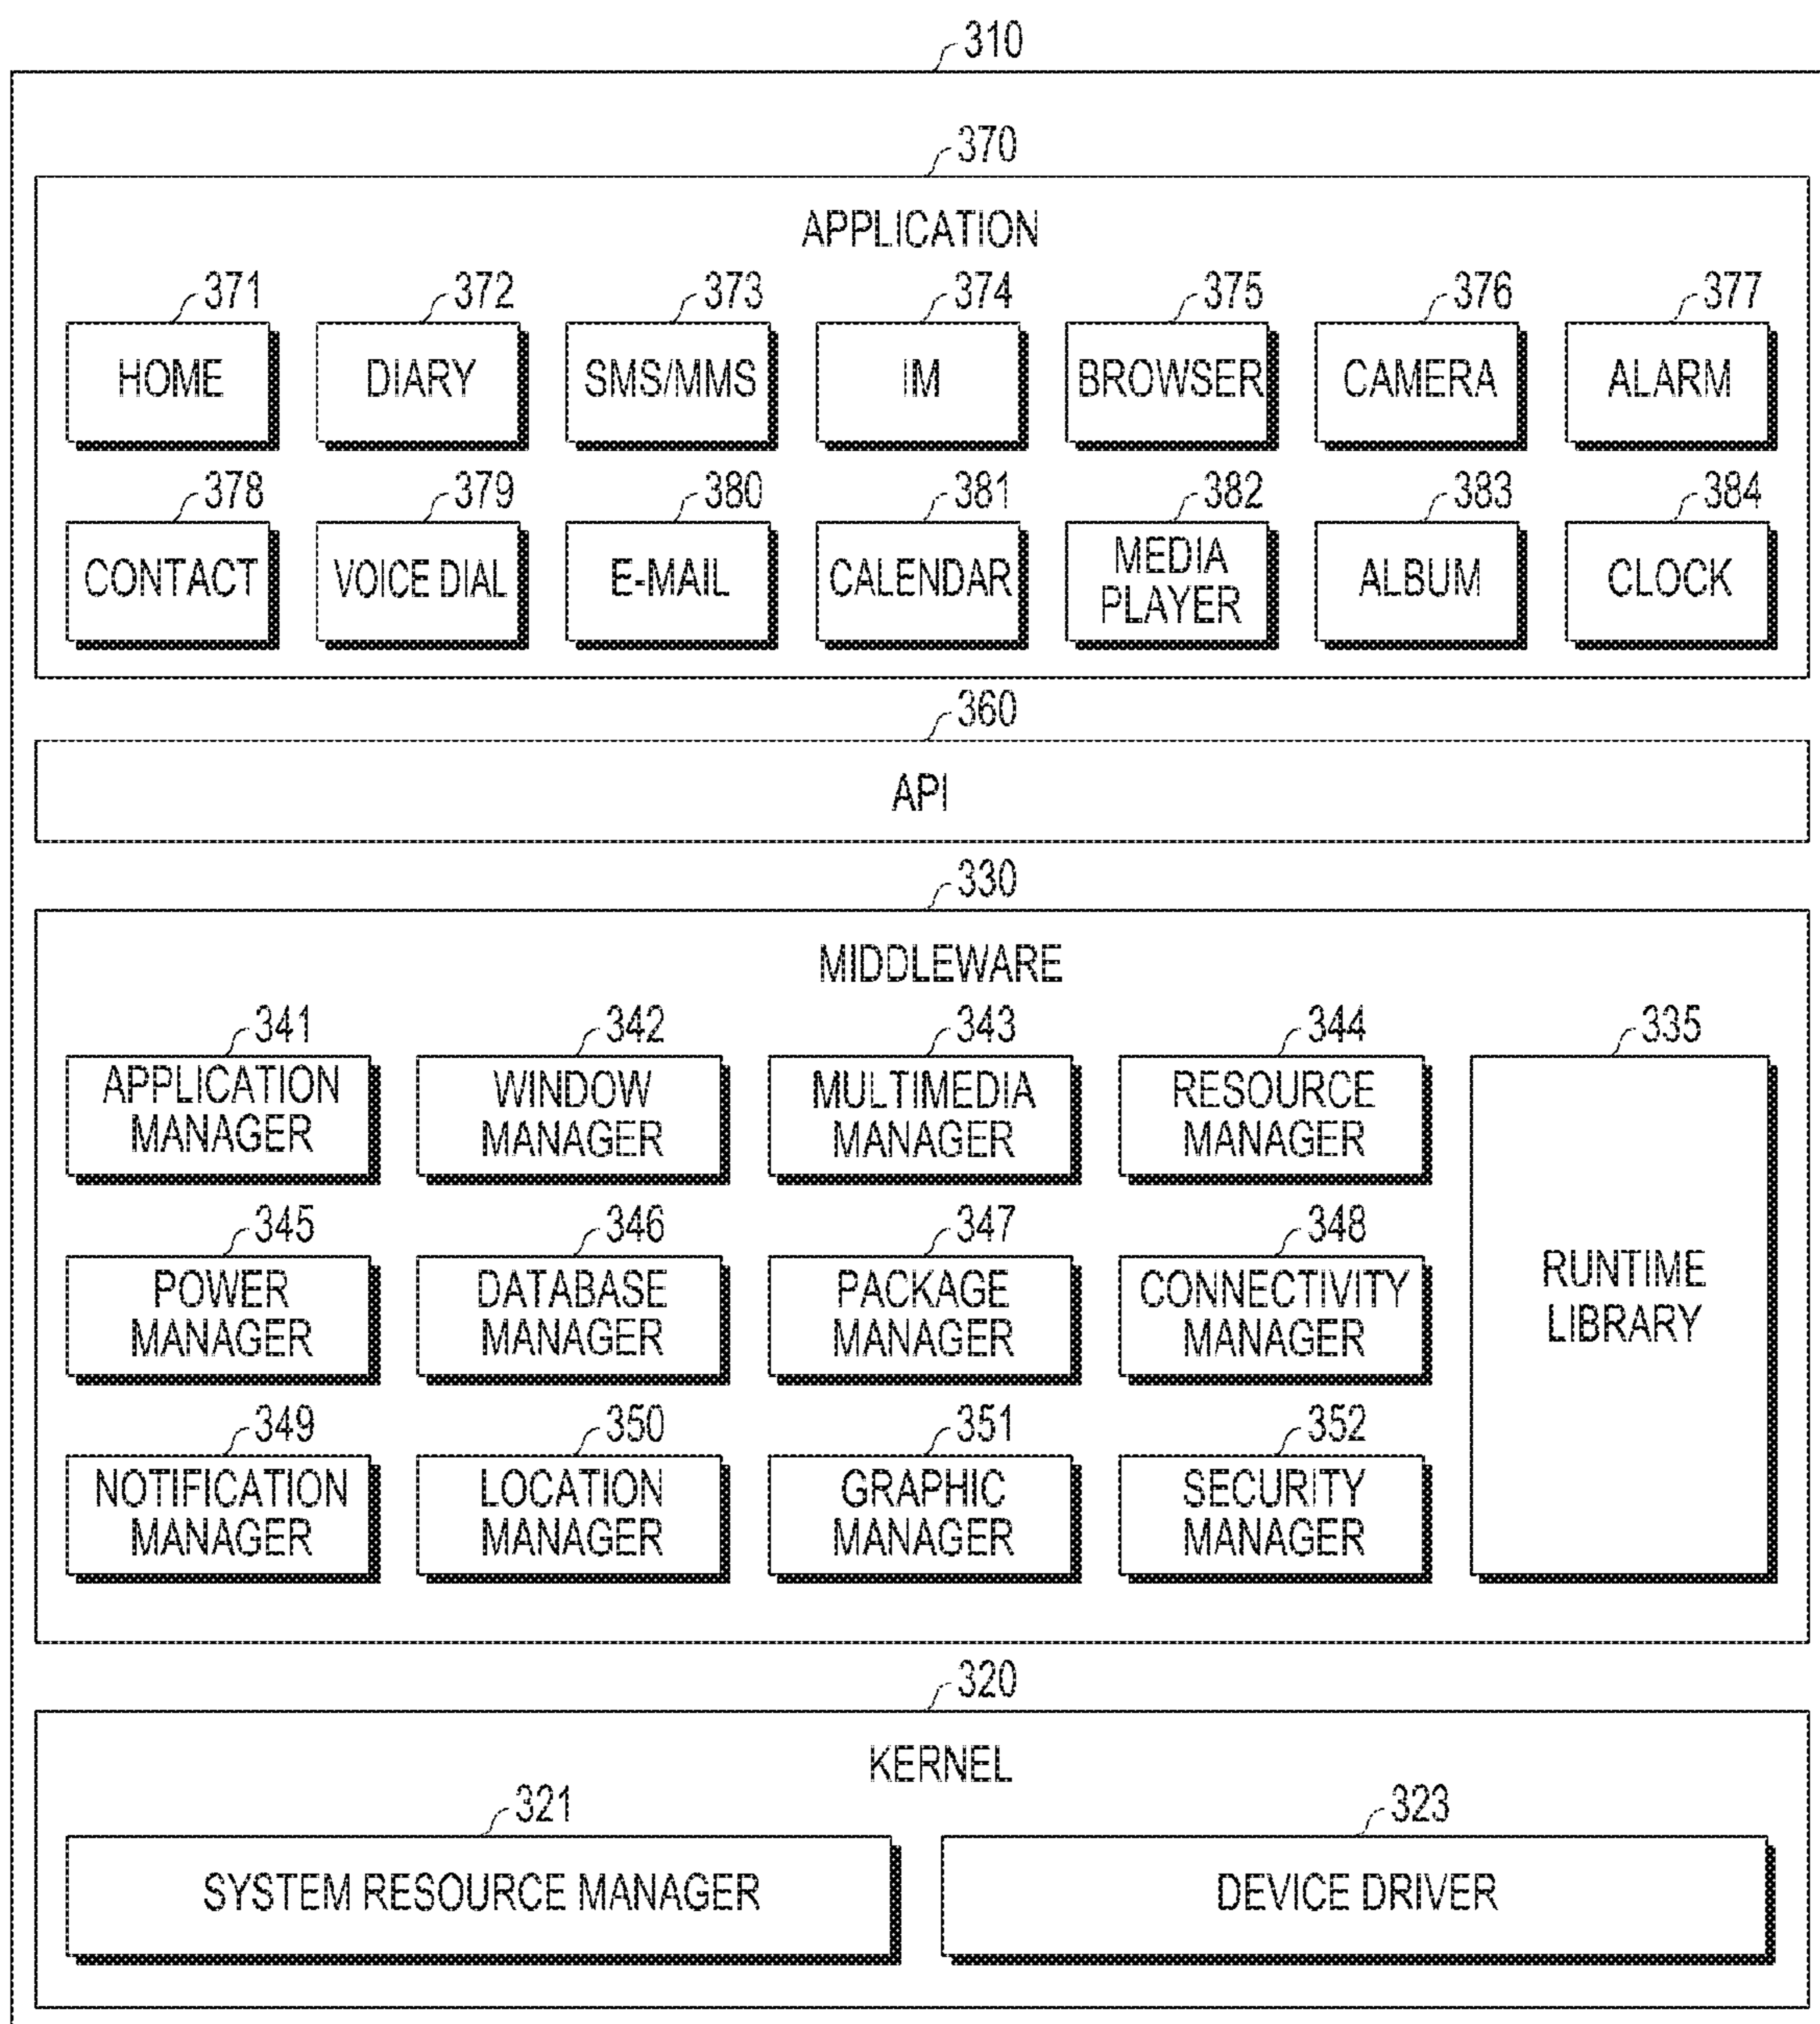 310
370
APPLICATION
371 372 373 374 375 376 377
HOME DIARY SMS/MMS IM BROWSER CAMERA ALARM
378 379 380 381 382 383 384
CONTACT VOICE DIAL E-MAIL CALENDAR MEDIA PLAYER ALBUM CLOCK
360
API
330
MIDDLEWARE
341 342 343 344 335
APPLICATION MANAGER WINDOW MANAGER MULTIMEDIA MANAGER RESOURCE MANAGER
345 346 347 348
POWER MANAGER DATABASE MANAGER PACKAGE MANAGER CONNECTIVITY MANAGER RUNTIME LIBRARY
349 350 351 352
NOTIFICATION MANAGER LOCATION MANAGER GRAPHIC MANAGER SECURITY MANAGER
320
KERNEL
321 323
SYSTEM RESOURCE MANAGER DEVICE DRIVER